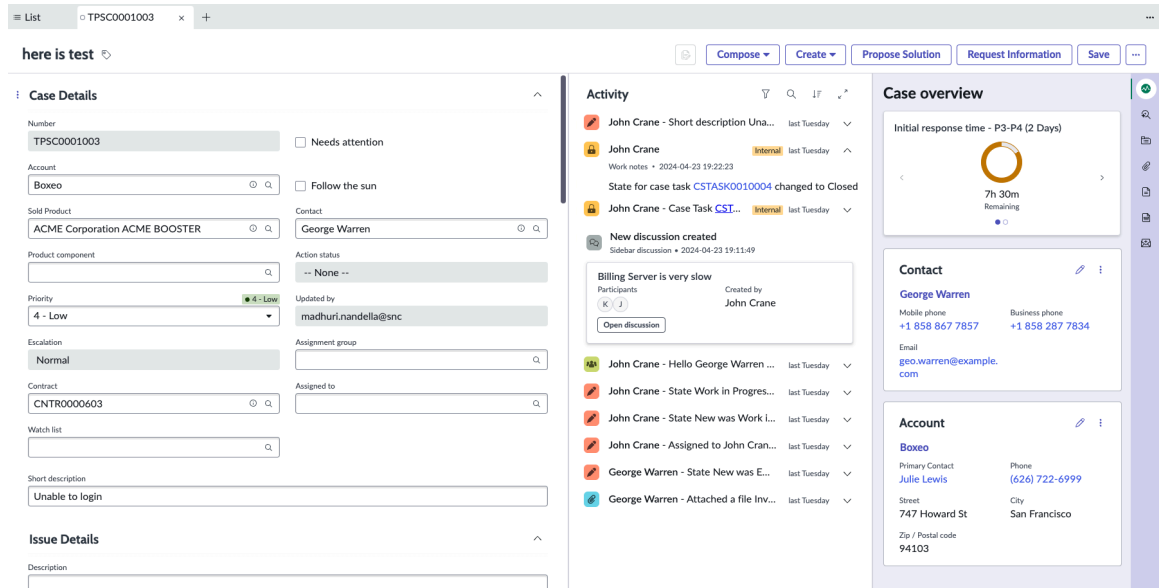 List
TPSC0001003
here is test
Compose
Create
Propose Solution
Request Information
Save
Case Details
Number
TPSC0001003
Needs attention
Account
Boxeo
Follow the sun
Sold Product
ACME Corporation ACME BOOSTER
Contact
George Warren
Product component
Action status
-- None --
Priority
4 - Low
4 - Low
Updated by
madhuri.nandella@snc
Escalation
Normal
Assignment group
Contract
CNTR0000603
Assigned to
Watch list
Short description
Unable to login
Issue Details
Description
Activity
John Crane - Short description Una... last Tuesday
John Crane Internal last Tuesday
Work notes • 2024-04-23 19:22:23
State for case task CSTASK0010004 changed to Closed
John Crane - Case Task CST... Internal last Tuesday
New discussion created
Sidebar discussion • 2024-04-23 19:11:49
Billing Server is very slow
Participants
K J
Created by
John Crane
Open discussion
John Crane - Hello George Warren ... last Tuesday
John Crane - State Work in Progres... last Tuesday
John Crane - State New was Work i... last Tuesday
John Crane - Assigned to John Cran... last Tuesday
George Warren - State New was E... last Tuesday
George Warren - Attached a file Inv... last Tuesday
Case overview
Initial response time - P3-P4 (2 Days)
7h 30m
Remaining
Contact
George Warren
Mobile phone
+1 858 867 7857
Business phone
+1 858 287 7834
Email
geo.warren@example.
com
Account
Boxeo
Primary Contact
Julie Lewis
Phone
(626) 722-6999
Street
747 Howard St
City
San Francisco
Zip / Postal code
94103